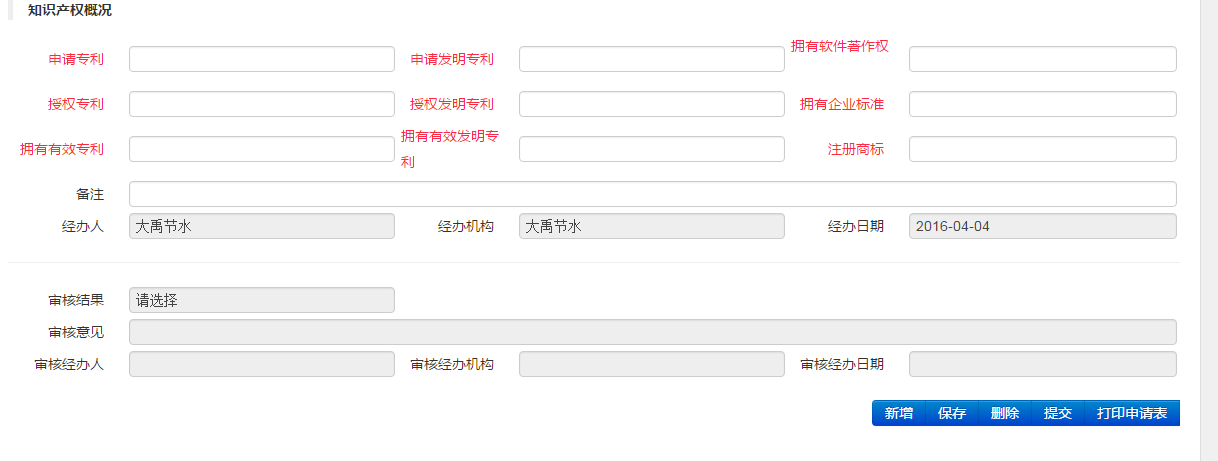 知识产权概况
申请专利 申请发明专利 拥有软件著作权
授权专利 授权发明专利 拥有企业标准
拥有有效专利 拥有有效发明专
利 注册商标
备注
经办人 大禹节水 经办机构 大禹节水 经办日期 2016-04-04
审核结果 请选择
审核意见
审核经办人 审核经办机构 审核经办日期
新增 保存 删除 提交 打印申请表